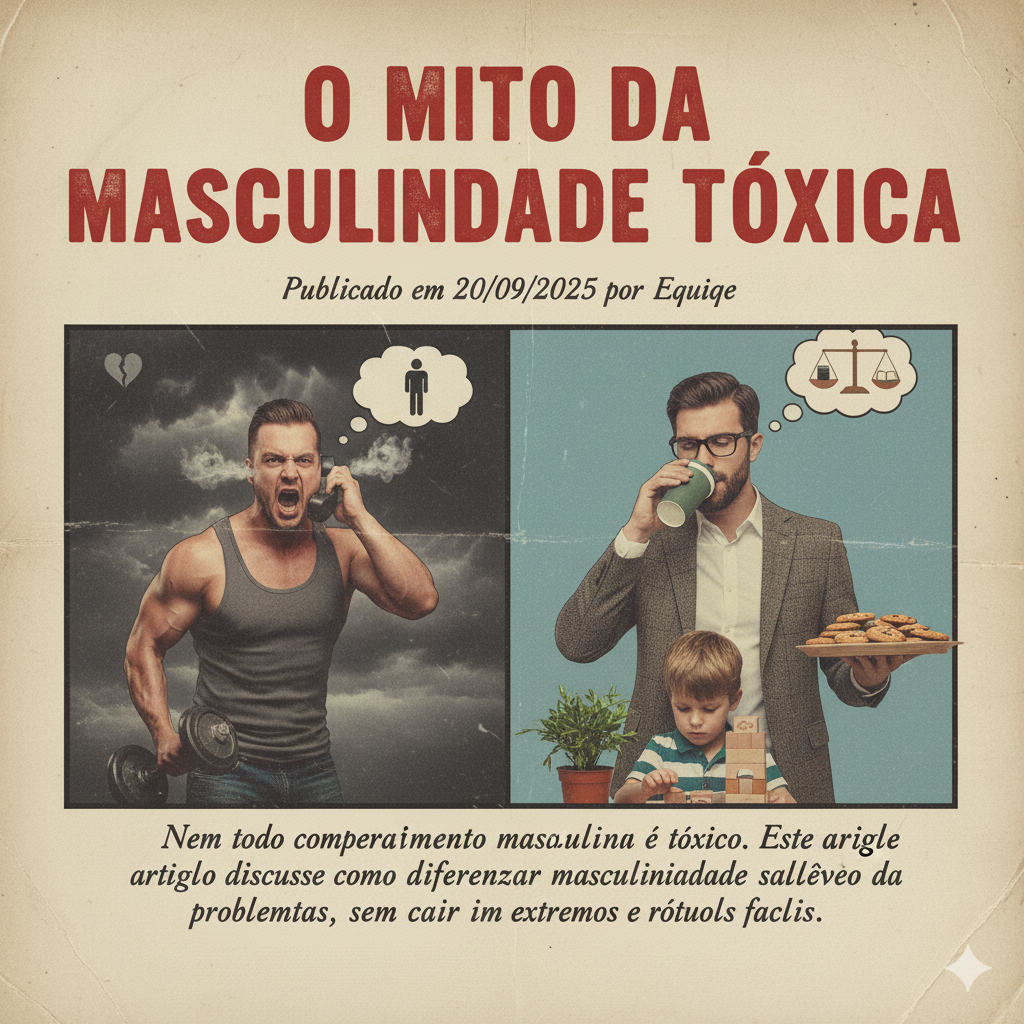 O MITO DA
MASCULINDADE TÓXICA
Publicado em 20/09/2025 por Equiqe
Nem todo comperaimento masaulina é tóxico. Este arigle
artiglo discusse como diferenzar masculiniadade sallêvèo da
problemtas, sem cair im extremos e rótuols faclis.